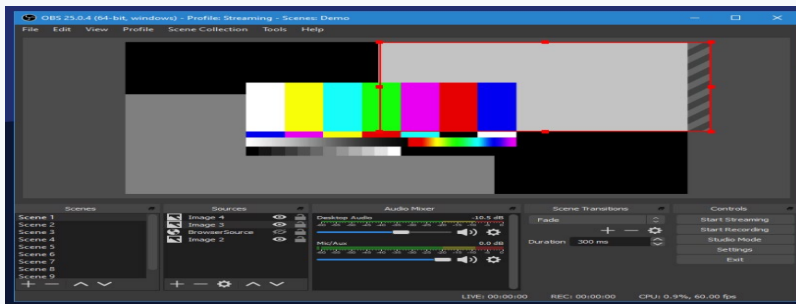 OBS 25.0.4 (64-bit, windows) - Profile: Streaming - Scenes: Demo
File Edit View Profile Scene Collection Tools Help
Scenes
Scene 1
Scene 2
Scene 3
Scene 4
Scene 5
Scene 6
Scene 7
Scene 8
Scene 9
Sources
Image 4
Image 3
BrowserSource
Image 2
Audio Mixer
Desktop Audio -10.5 dB
Mic/Aux 0.0 dB
Scene Transitions
Fade
Duration 300 ms
Controls
Start Streaming
Start Recording
Studio Mode
Settings
Exit
LIVE: 00:00:00 REC: 00:00:00 CPU: 0.9%, 60.00 fps